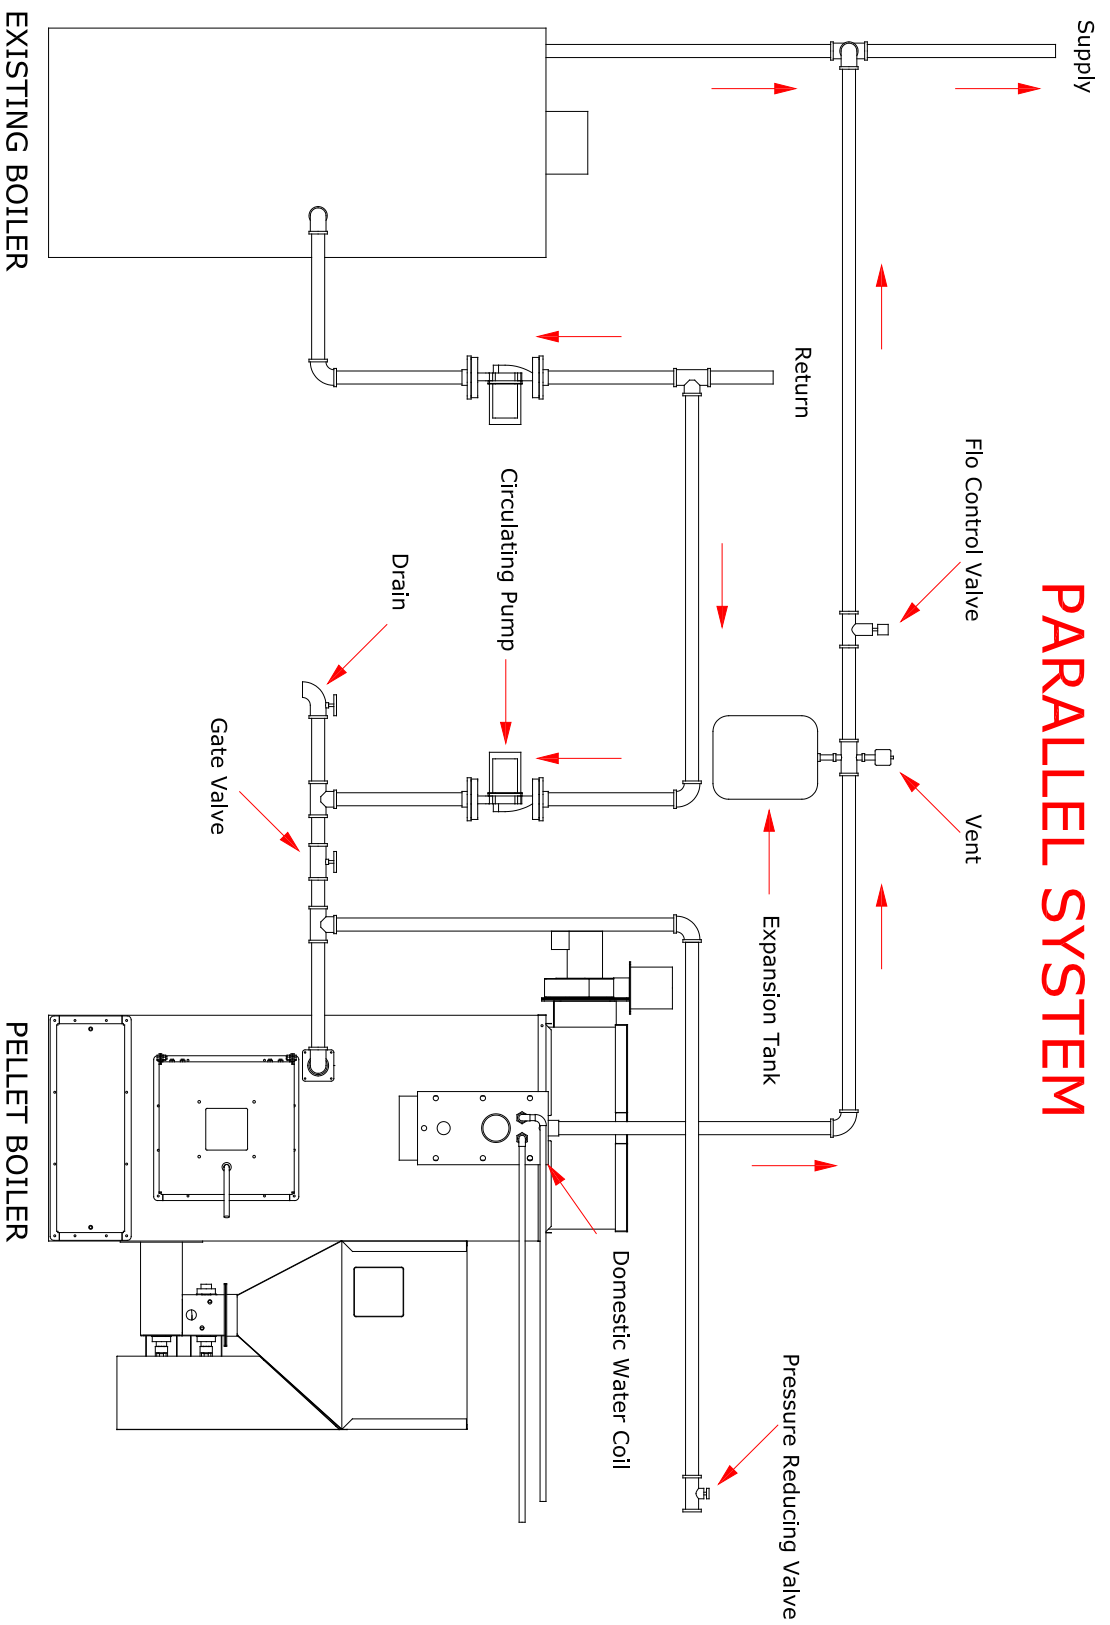 PARALLEL SYSTEM
Supply
Flo Control Valve
Vent
Return
Expansion Tank
Pressure Reducing Valve
Circulating Pump
Domestic Water Coil
Drain
Gate Valve
EXISTING BOILER
PELLET BOILER